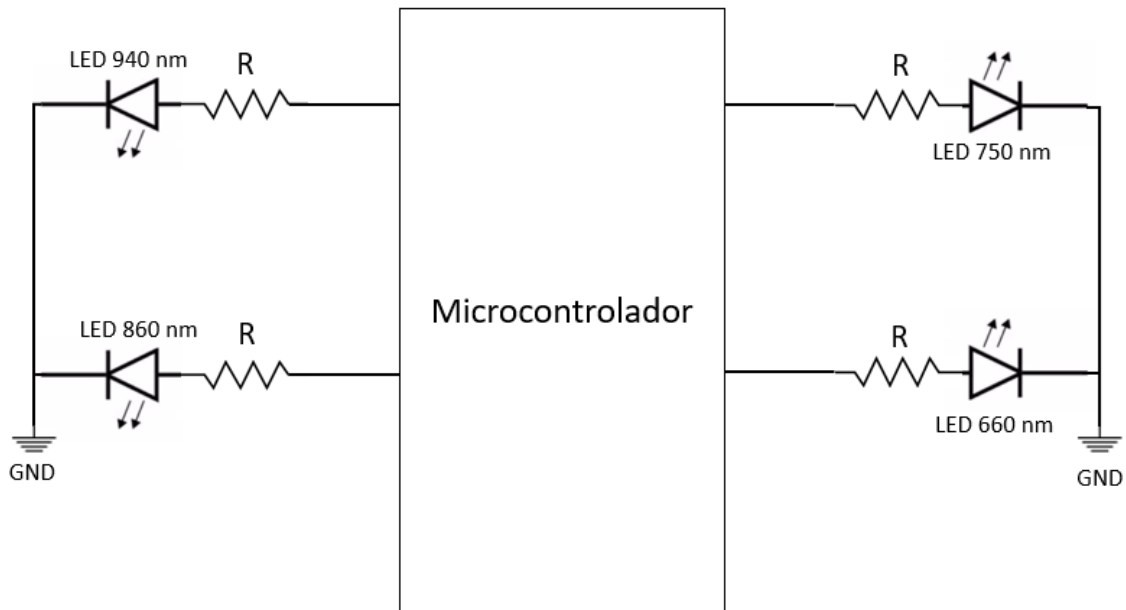 LED 940 nm
R
R
LED 750 nm
Microcontrolador
LED 860 nm
R
R
LED 660 nm
GND
GND